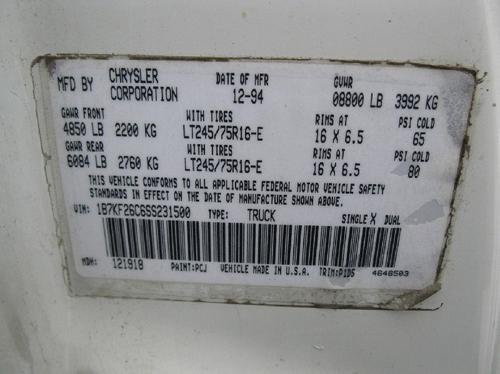 MFD BY CHRYSLER CORPORATION DATE OF MFR 12-94 GVWR 08800 LB 3992 KG
GAWR FRONT WITH TIRES RIMS AT PSI COLD
4850 LB 2200 KG LT245/75R16-E 16 X 6.5 65
GAWR REAR WITH TIRES RIMS AT PSI COLD
6084 LB 2760 KG LT245/75R16-E 16 X 6.5 80
THIS VEHICLE CONFORMS TO ALL APPLICABLE FEDERAL MOTOR VEHICLE SAFETY
STANDARDS IN EFFECT ON THE DATE OF MANUFACTURE SHOWN ABOVE
VIN: 1B7KF26C6SS231500 TYPE: TRUCK SINGLE X DUAL
MDH: 121918 PAINT:PCJ VEHICLE MADE IN U.S.A. TRIM:P1D5 4648503